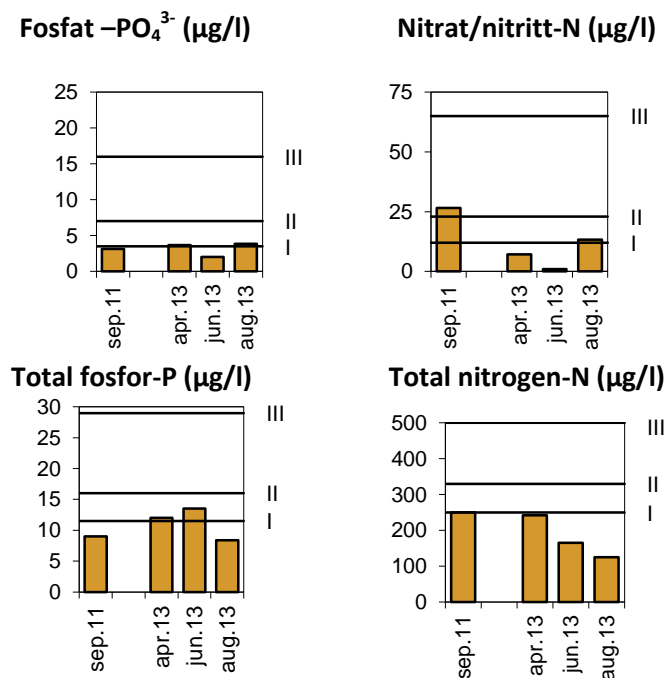 Fosfat –PO₄³⁻ (µg/l)
25
20
15
10
5
0
III
II
I
sep.11
apr.13
jun.13
aug.13
Nitrat/nitritt-N (µg/l)
75
50
25
0
III
II
I
sep.11
apr.13
jun.13
aug.13
Total fosfor-P (µg/l)
30
25
20
15
10
5
0
III
II
I
sep.11
apr.13
jun.13
aug.13
Total nitrogen-N (µg/l)
500
400
300
200
100
0
III
II
I
sep.11
apr.13
jun.13
aug.13